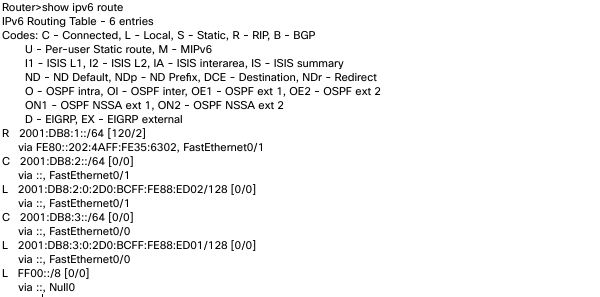 Router>show ipv6 route
IPv6 Routing Table - 6 entries
Codes: C - Connected, L - Local, S - Static, R - RIP, B - BGP
U - Per-user Static route, M - MIPv6
I1 - ISIS L1, I2 - ISIS L2, IA - ISIS interarea, IS - ISIS summary
ND - ND Default, NDp - ND Prefix, DCE - Destination, NDr - Redirect
O - OSPF intra, OI - OSPF inter, OE1 - OSPF ext 1, OE2 - OSPF ext 2
ON1 - OSPF NSSA ext 1, ON2 - OSPF NSSA ext 2
D - EIGRP, EX - EIGRP external
R 2001:DB8:1::/64 [120/2]
via FE80::202:4AFF:FE35:6302, FastEthernet0/1
C 2001:DB8:2::/64 [0/0]
via ::, FastEthernet0/1
L 2001:DB8:2:0:2D0:BCFF:FE88:ED02/128 [0/0]
via ::, FastEthernet0/1
C 2001:DB8:3::/64 [0/0]
via ::, FastEthernet0/0
L 2001:DB8:3:0:2D0:BCFF:FE88:ED01/128 [0/0]
via ::, FastEthernet0/0
L FF00::/8 [0/0]
via ::, Null0